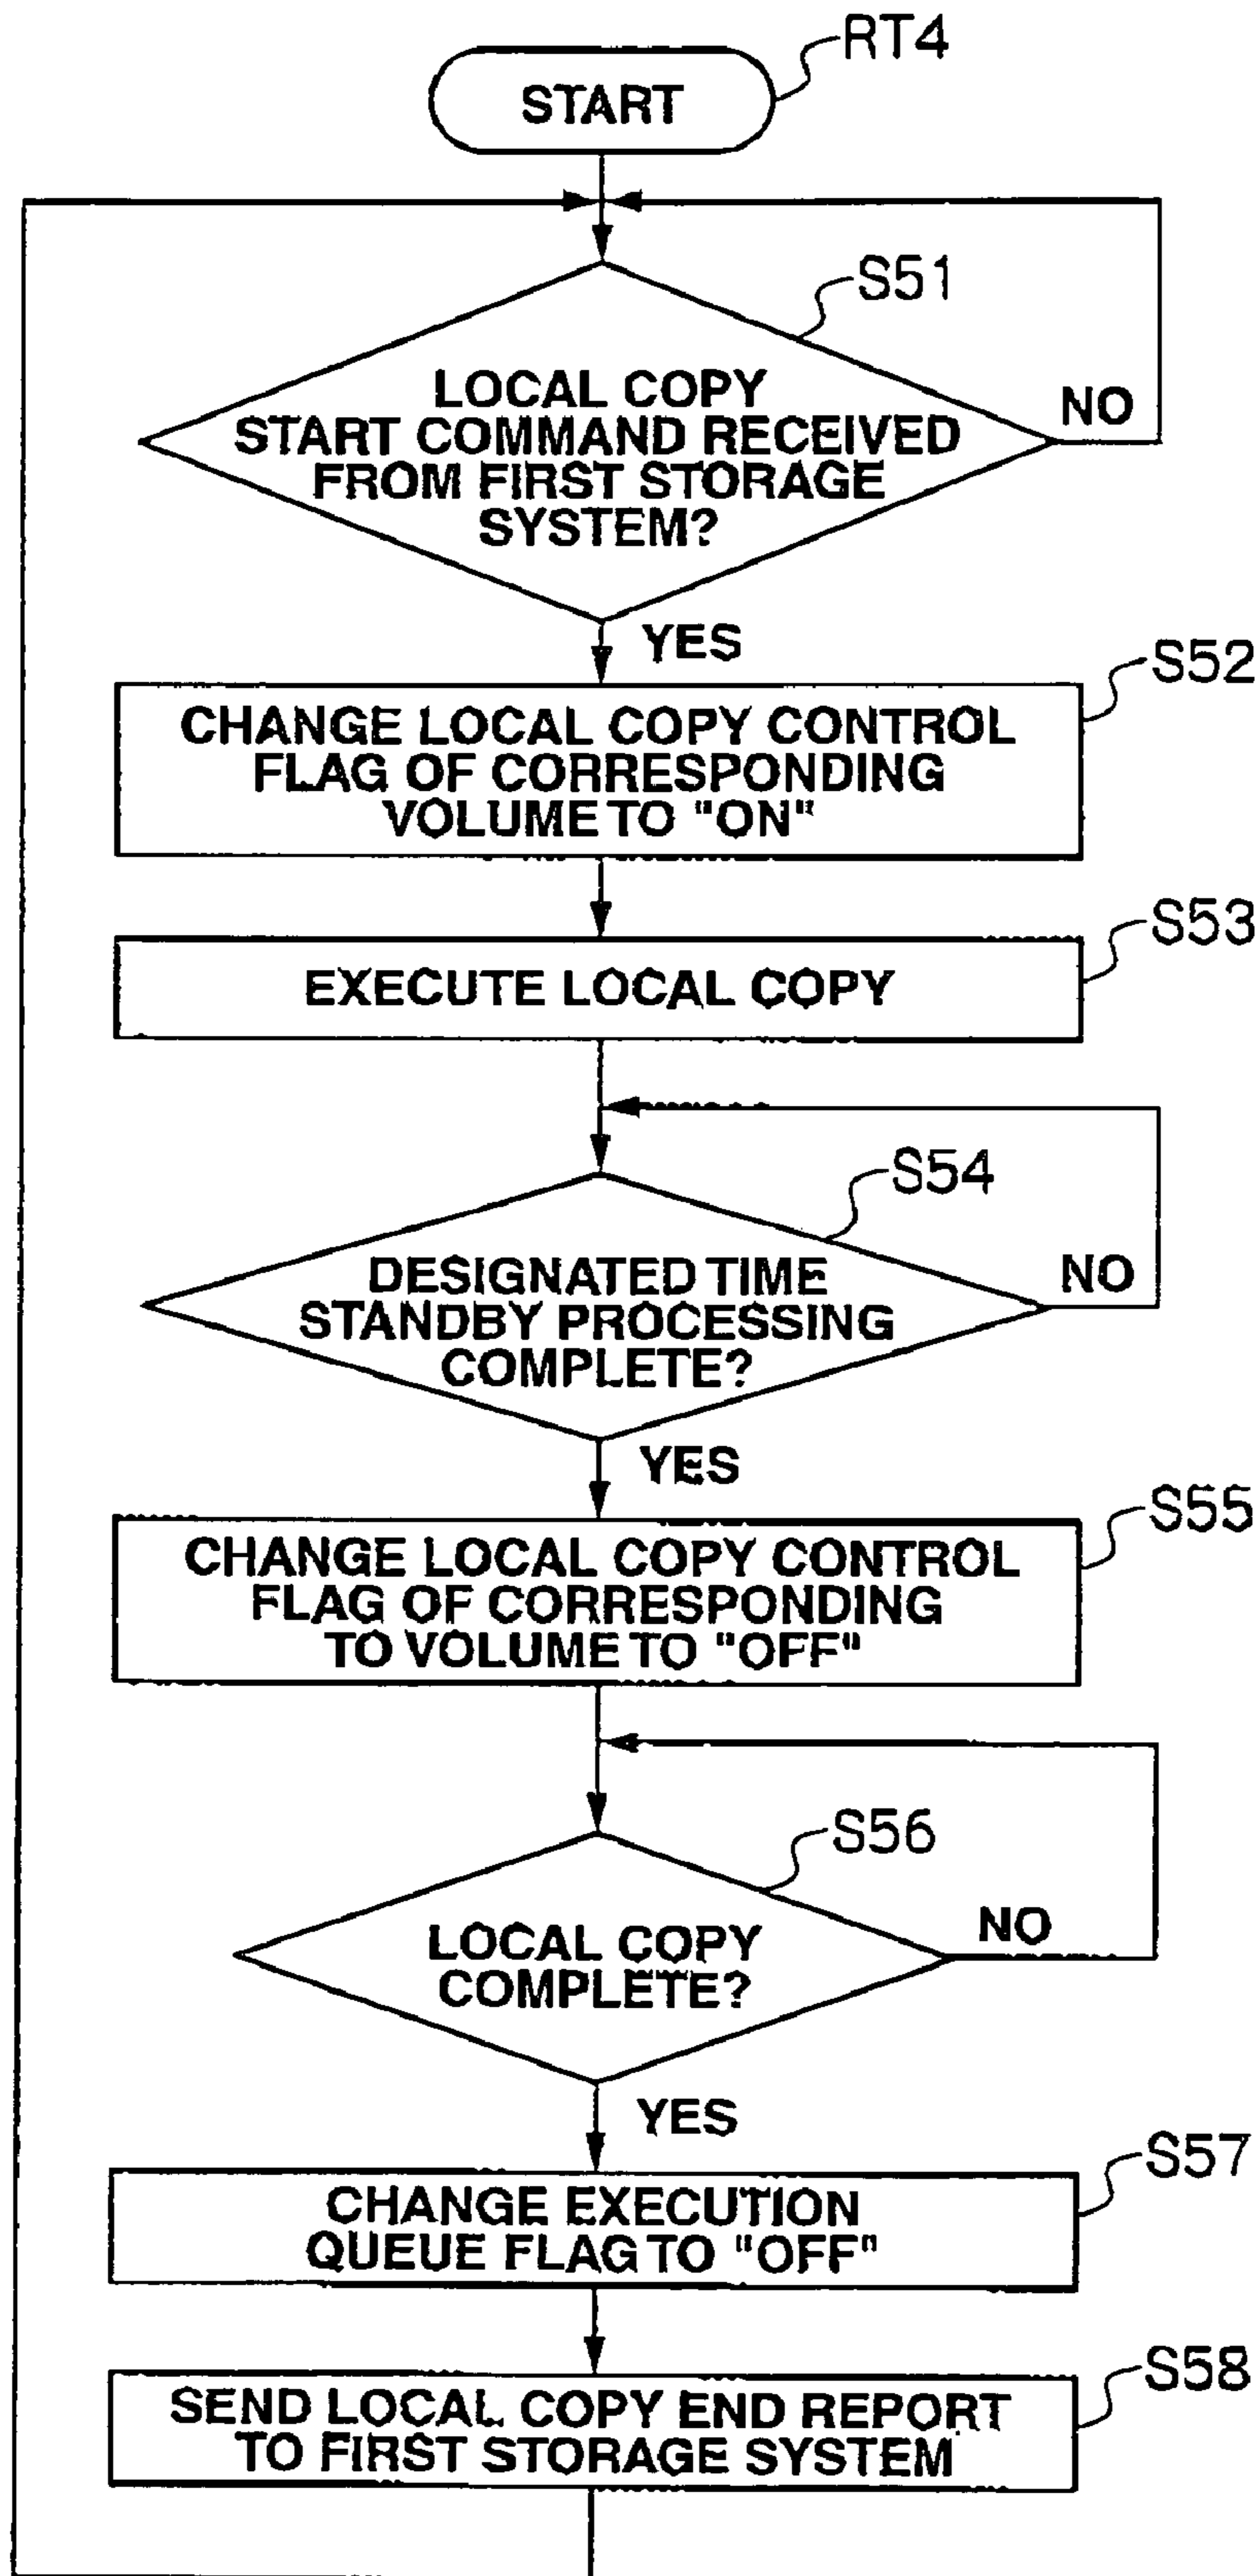 RT4
START
S51
LOCAL COPY
START COMMAND RECEIVED
FROM FIRST STORAGE
SYSTEM?
NO
YES
S52
CHANGE LOCAL COPY CONTROL
FLAG OF CORRESPONDING
VOLUME TO "ON"
S53
EXECUTE LOCAL COPY
S54
DESIGNATED TIME
STANDBY PROCESSING
COMPLETE?
NO
YES
S55
CHANGE LOCAL COPY CONTROL
FLAG OF CORRESPONDING
TO VOLUME TO "OFF"
S56
LOCAL COPY
COMPLETE?
NO
YES
S57
CHANGE EXECUTION
QUEUE FLAG TO "OFF"
S58
SEND LOCAL COPY END REPORT
TO FIRST STORAGE SYSTEM